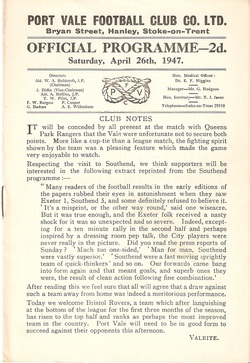 PORT VALE FOOTBALL CLUB CO. LTD.
Bryan Street, Hanley, Stoke-on-Trent
OFFICIAL PROGRAMME—2d.
Saturday, April 26th, 1947.
Directors
Hon. Medical Officer:
Ald. W. A. Holdcroft, J.P.
(Chairman)
J. Diffin (Vice-Chairman)
Manager—Mr. G. Hodgson
T. W. Flint, J.P.
CLUB NOTES
IT will be conceded by all present at the match with Queens
Park Rangers that the Vale were unfortunate not to secure both
points. More like a cup-tie than a league match, the fighting spirit
shown by the team was a pleasing feature which made the game
very enjoyable to watch.
Respecting the visit to Southend, we think supporters will be
interested in the following extract reprinted from the Southend
programme :—
"Many readers of the football results in the early editions of
papers rubbed their eyes in astonishment when they saw
Exeter 1, Southend 5, and some definitely refused to believe it.
'It's a misprint, or the other way round,' said one wiseacre.
But it was true enough, and the Exeter folk received a nasty
shock for it was so unexpected and so severe. Indeed, except-
ing for a ten minute rally in the second half and perhaps
inspired by a dressing room pep talk, the City players were
never really in the picture. Did you read the press reports of
Sunday ? 'Much too one-sided,' 'Man for man, Southend
were vastly superior.' 'Southend were a fast moving sprightly
team of quick-thinkers' and so on. Our forwards came bang
into form again and that meant goals, and superb ones they
were, the result of clean action following fine combination."
After reading this we feel sure that all will agree that a draw against
such a team away from home was indeed a meritorious performance.
Today we welcome Bristol Rovers, a team which after languishing
at the bottom of the league for the first three months of the season,
has risen to the top half and ranks as perhaps the most improved
team in the country. Port Vale will need to be in good form to
succeed against their opponents this afternoon.
VALRITE.